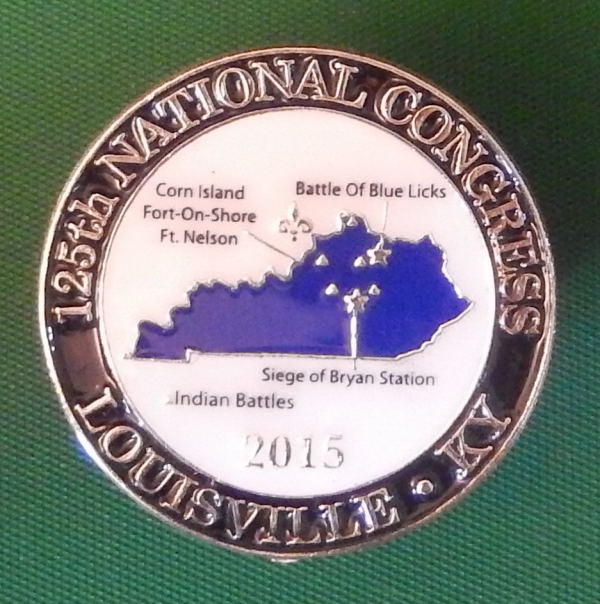 125th NATIONAL CONGRESS
Corn Island
Fort-On-Shore
Ft. Nelson
Battle Of Blue Licks
Siege of Bryan Station
Indian Battles
2015
LOUISVILLE • KY